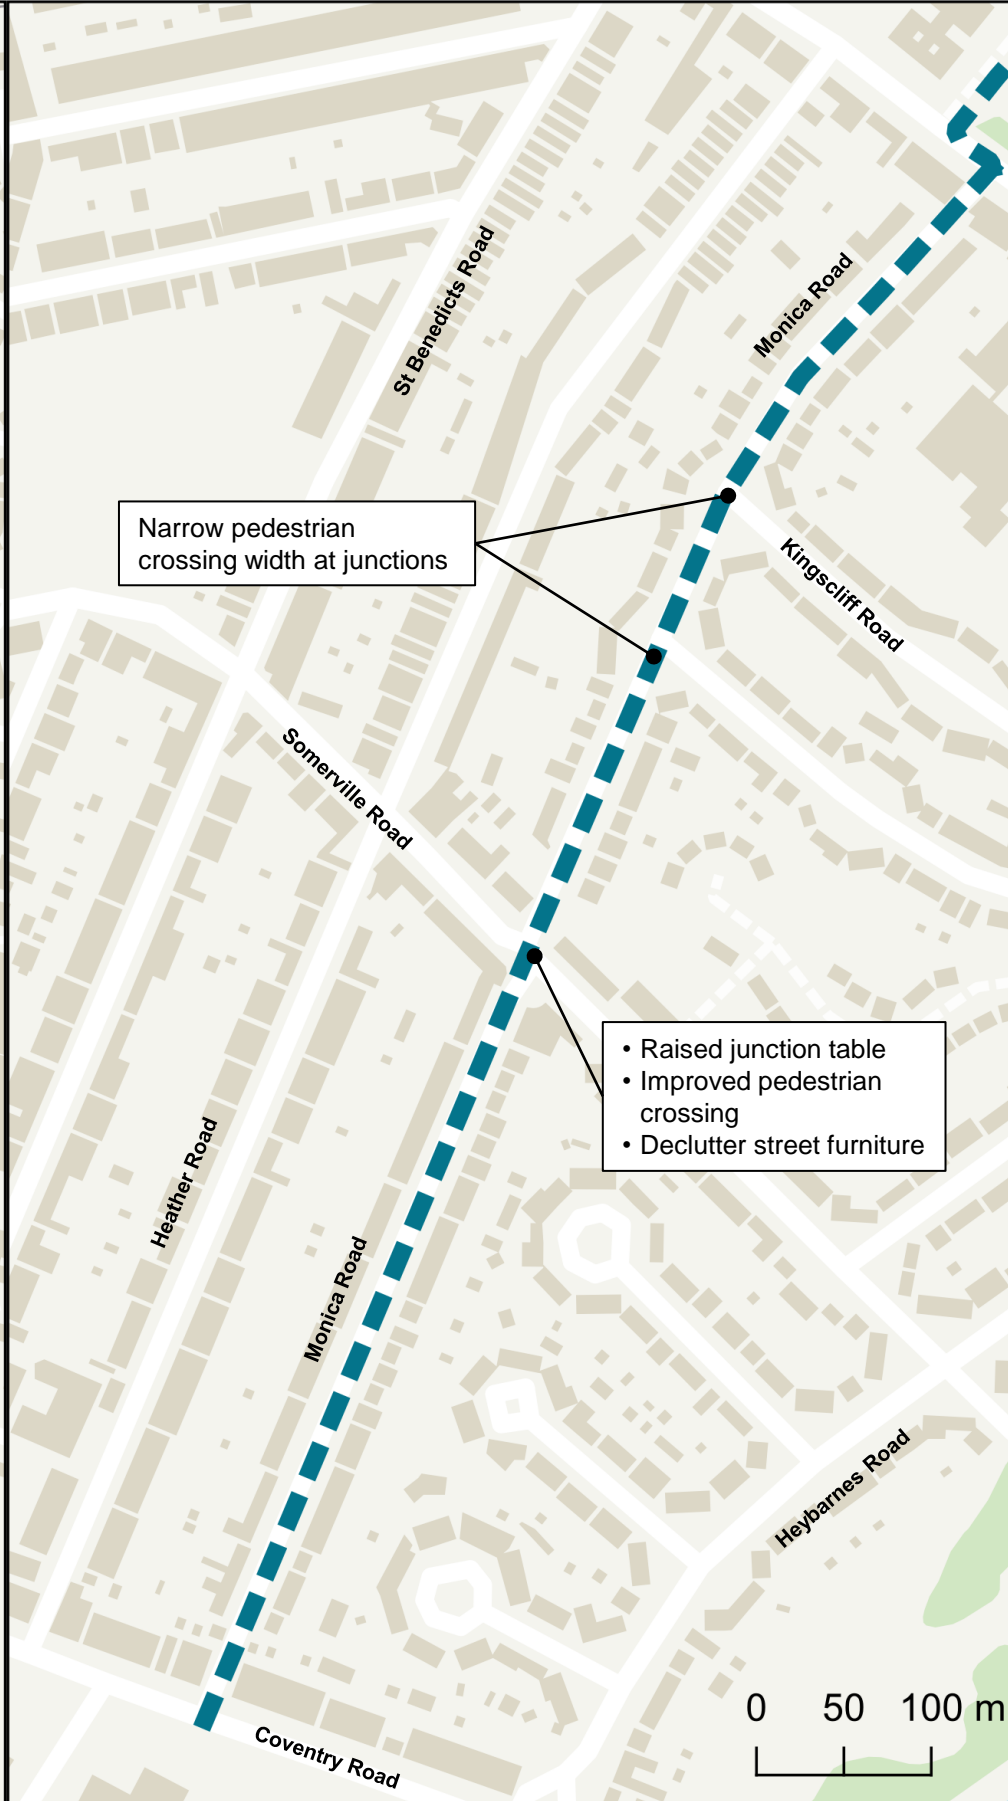 St Benedicts Road
Monica Road
Narrow pedestrian
crossing width at junctions
Kingscliff Road
Somerville Road
• Raised junction table
• Improved pedestrian
crossing
• Declutter street furniture
Heather Road
Monica Road
Heybarnes Road
Coventry Road
0 50 100 m